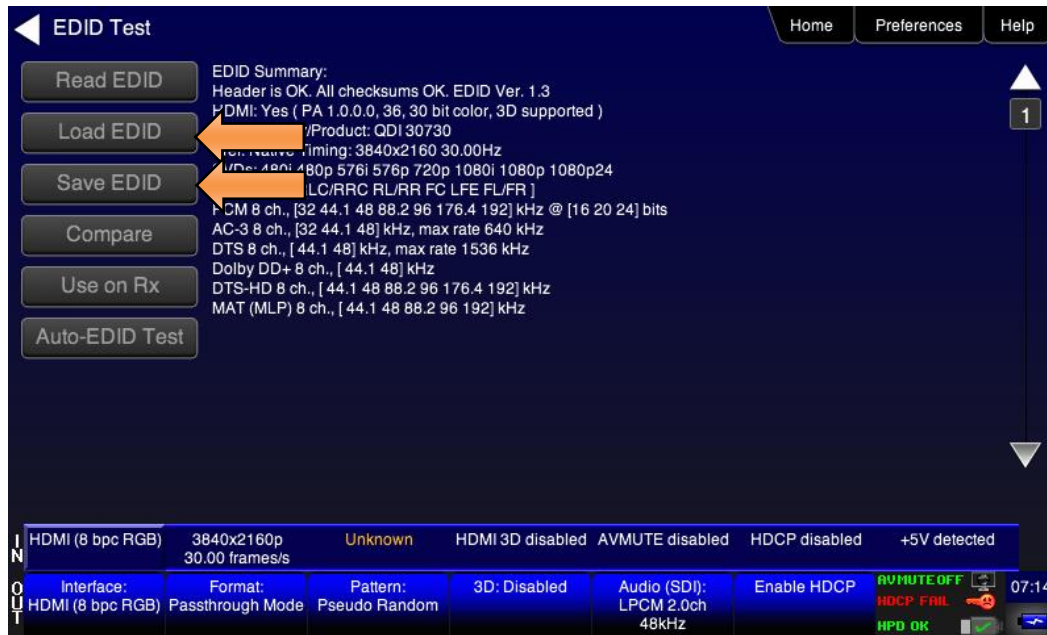 EDID Test
Home
Preferences
Help
Read EDID
Load EDID
Save EDID
Compare
Use on Rx
Auto-EDID Test
EDID Summary:
Header is OK. All checksums OK. EDID Ver. 1.3
HDMI: Yes ( PA 1.0.0.0, 36, 30 bit color, 3D supported )
/Product: QDI 30730
Timing: 3840x2160 30.00Hz
480i 480p 576i 576p 720p 1080i 1080p 1080p24
LC/RRC RL/RR FC LFE FL/FR ]
PCM 8 ch., [32 44.1 48 88.2 96 176.4 192] kHz @ [16 20 24] bits
AC-3 8 ch., [32 44.1 48] kHz, max rate 640 kHz
DTS 8 ch., [ 44.1 48] kHz, max rate 1536 kHz
Dolby DD+ 8 ch., [ 44.1 48] kHz
DTS-HD 8 ch., [ 44.1 48 88.2 96 176.4 192] kHz
MAT (MLP) 8 ch., [ 44.1 48 88.2 96 192] kHz
1
IN
HDMI (8 bpc RGB)
3840x2160p
30.00 frames/s
Unknown
HDMI 3D disabled
AVMUTE disabled
HDCP disabled
+5V detected
OUT
Interface:
HDMI (8 bpc RGB)
Format:
Passthrough Mode
Pattern:
Pseudo Random
3D: Disabled
Audio (SDI):
LPCM 2.0ch
48kHz
Enable HDCP
AVMUTE OFF
HDCP FAIL
HPD OK
07:14